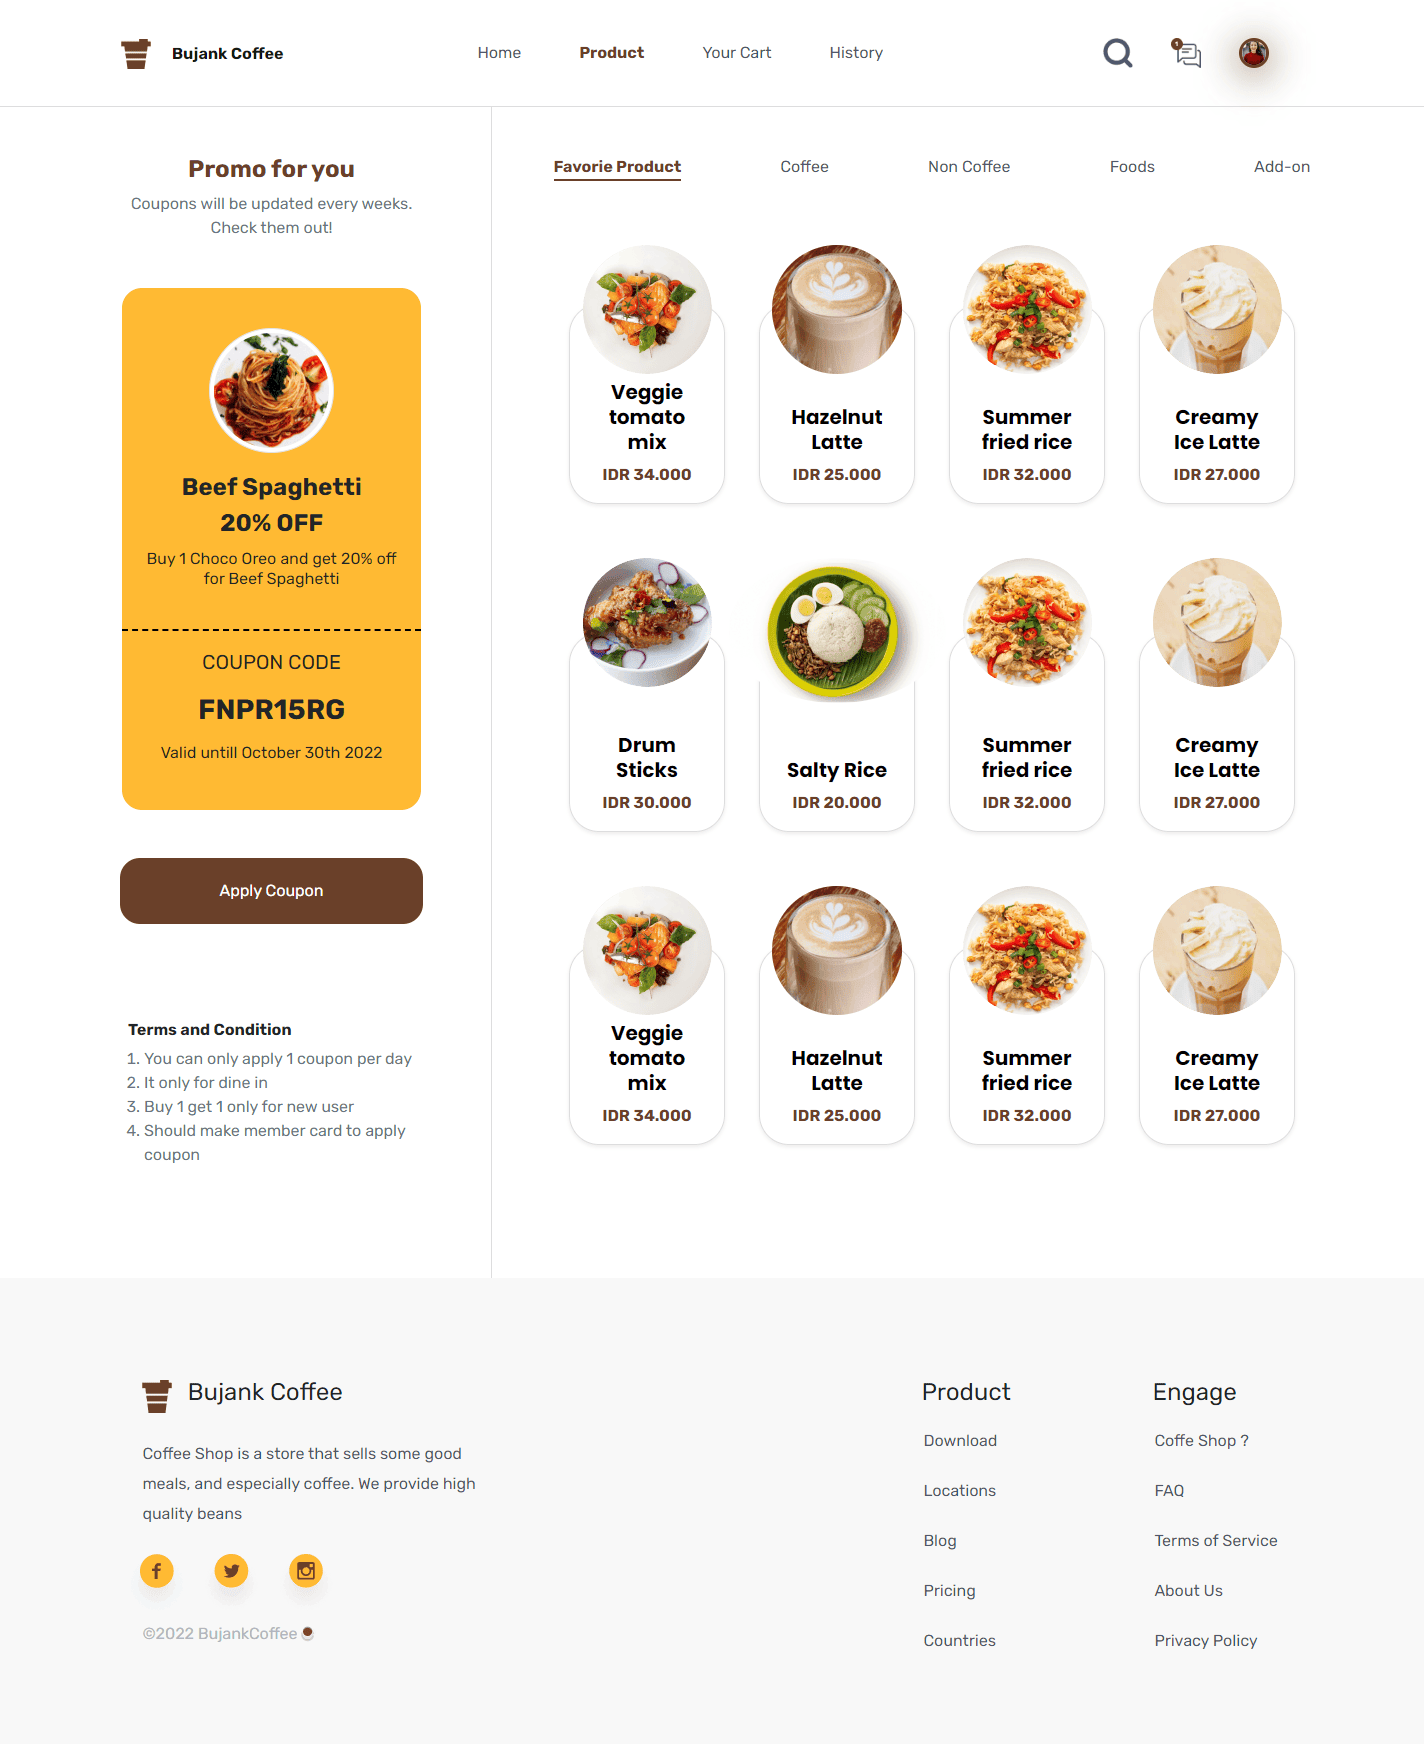 Bujank Coffee
Home
Product
Your Cart
History
1
Promo for you
Coupons will be updated every weeks.
Check them out!
Beef Spaghetti
20% OFF
Buy 1 Choco Oreo and get 20% off
for Beef Spaghetti
COUPON CODE
FNPR15RG
Valid untill October 30th 2022
Apply Coupon
Terms and Condition
1. You can only apply 1 coupon per day
2. It only for dine in
3. Buy 1 get 1 only for new user
4. Should make member card to apply
coupon
Favorie Product
Coffee
Non Coffee
Foods
Add-on
Veggie
tomato
mix
IDR 34.000
Hazelnut
Latte
IDR 25.000
Summer
fried rice
IDR 32.000
Creamy
Ice Latte
IDR 27.000
Drum
Sticks
IDR 30.000
Salty Rice
IDR 20.000
Summer
fried rice
IDR 32.000
Creamy
Ice Latte
IDR 27.000
Veggie
tomato
mix
IDR 34.000
Hazelnut
Latte
IDR 25.000
Summer
fried rice
IDR 32.000
Creamy
Ice Latte
IDR 27.000
Bujank Coffee
Coffee Shop is a store that sells some good
meals, and especially coffee. We provide high
quality beans
©2022 BujankCoffee
Product
Download
Locations
Blog
Pricing
Countries
Engage
Coffe Shop ?
FAQ
Terms of Service
About Us
Privacy Policy